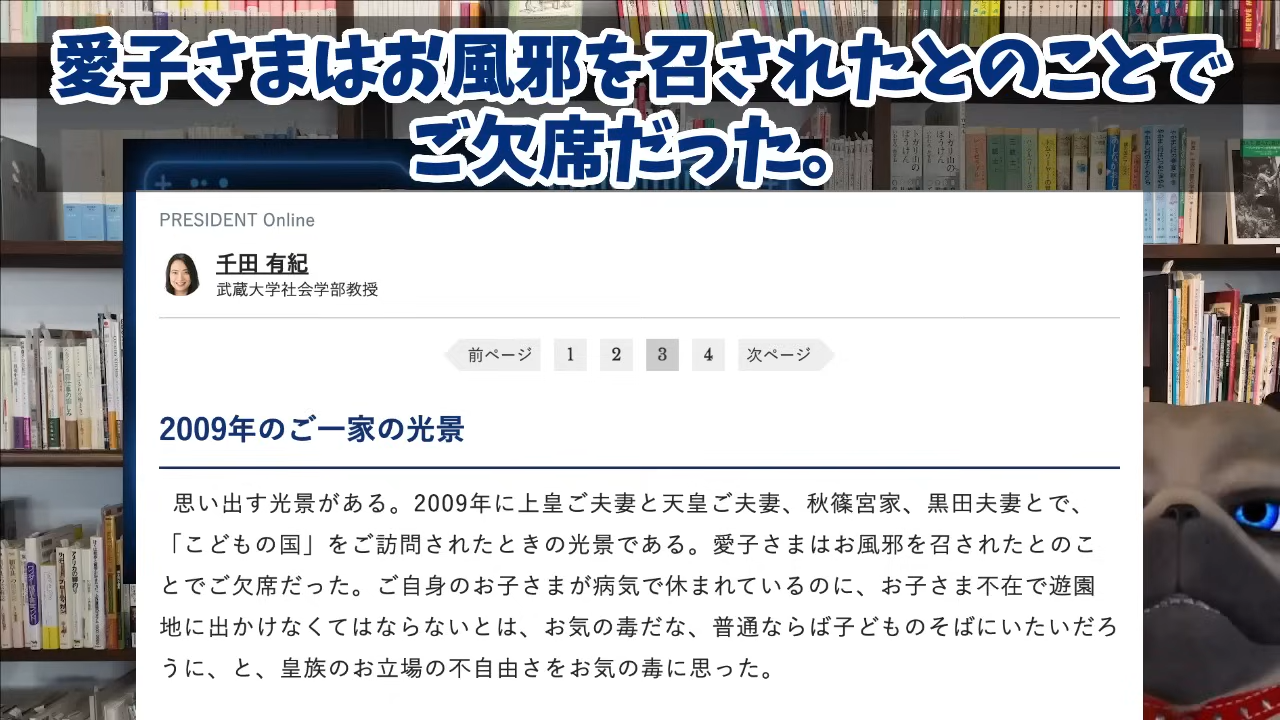 愛子さまはお風邪を召されたとのことで
ご欠席だった。
PRESIDENT Online
千田 有紀
武蔵大学社会学部教授
前ページ 1 2 3 4 次ページ
2009年のご一家の光景
思い出す光景がある。2009年に上皇ご夫妻と天皇ご夫妻、秋篠宮家、黒田夫妻とで、
「こどもの国」をご訪問されたときの光景である。愛子さまはお風邪を召されたとのこ
とでご欠席だった。ご自身のお子さまが病気で休まれているのに、お子さま不在で遊園
地に出かけなくてはならないとは、お気の毒だな、普通ならば子どものそばにいたいだろ
うに、と、皇族のお立場の不自由さをお気の毒に思った。